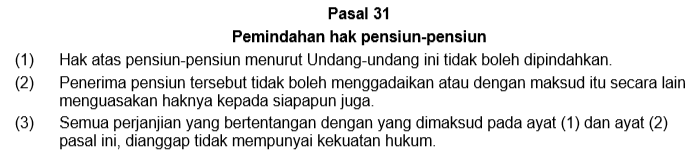 Pasal 31
Pemindahan hak pensiun-pensiun
(1) Hak atas pensiun-pensiun menurut Undang-undang ini tidak boleh dipindahkan.
(2) Penerima pensiun tersebut tidak boleh menggadaikan atau dengan maksud itu secara lain
menguasakan haknya kepada siapapun juga.
(3) Semua perjanjian yang bertentangan dengan yang dimaksud pada ayat (1) dan ayat (2)
pasal ini, dianggap tidak mempunyai kekuatan hukum.